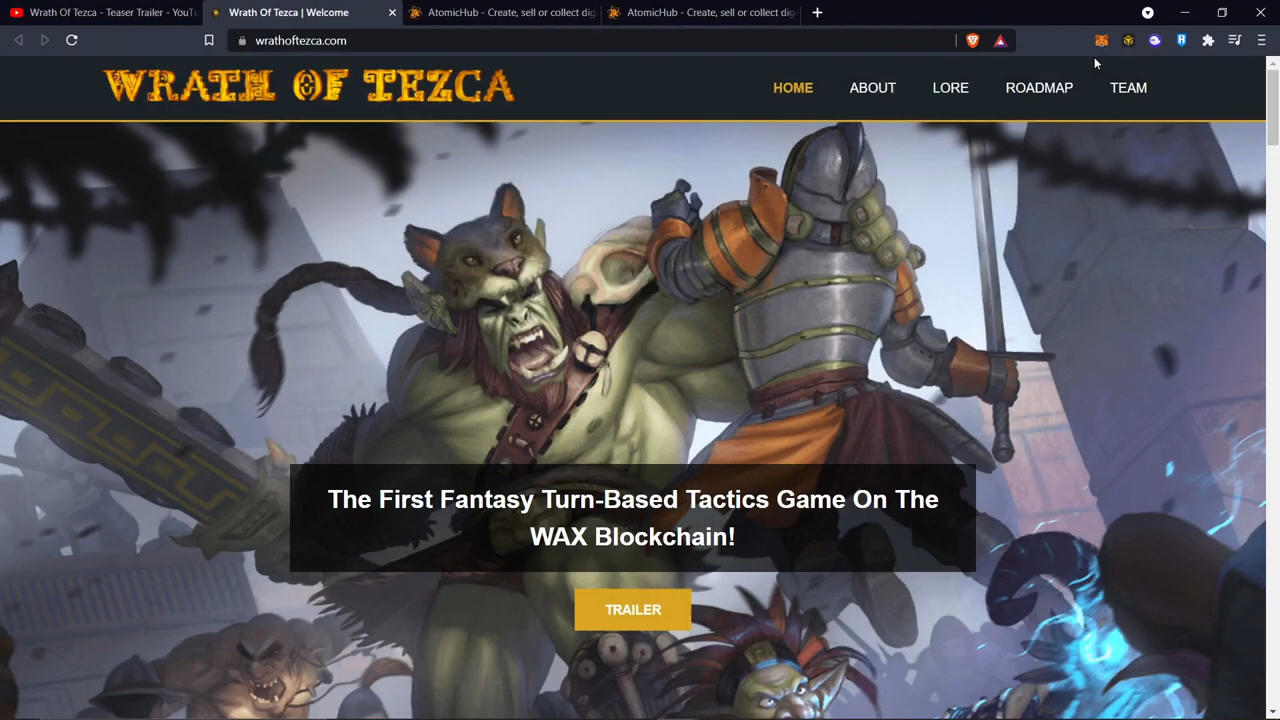 Wrath Of Tezca - Teaser Trailer - YouTu
Wrath Of Tezca | Welcome
AtomicHub - Create, sell or collect dig
AtomicHub - Create, sell or collect dig
wrathoftezca.com
WRATH OF TEZCA
HOME
ABOUT
LORE
ROADMAP
TEAM
The First Fantasy Turn-Based Tactics Game On The
WAX Blockchain!
TRAILER